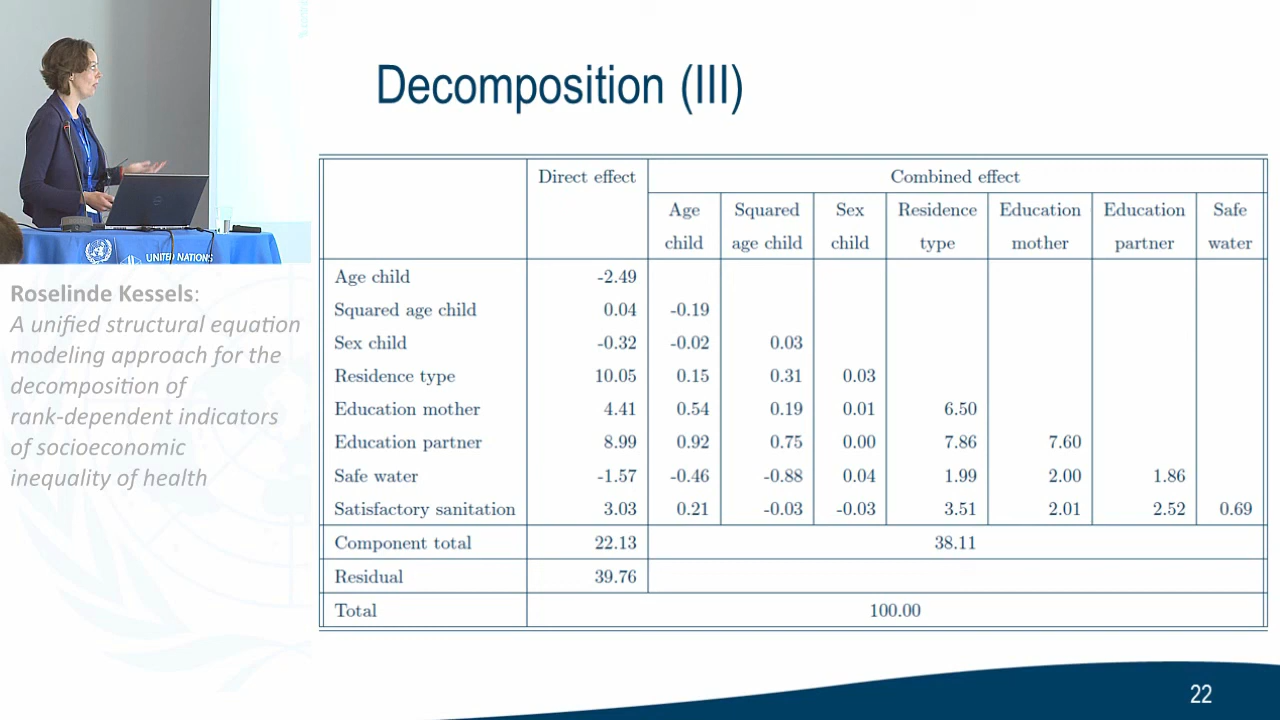 Decomposition (III)
Direct effect Combined effect
Age Squared Sex Residence Education Education Safe
child age child child type mother partner water
Age child -2.49
Squared age child 0.04 -0.19
Sex child -0.32 -0.02 0.03
Residence type 10.05 0.15 0.31 0.03
Education mother 4.41 0.54 0.19 0.01 6.50
Education partner 8.99 0.92 0.75 0.00 7.86 7.60
Safe water -1.57 -0.46 -0.88 0.04 1.99 2.00 1.86
Satisfactory sanitation 3.03 0.21 -0.03 -0.03 3.51 2.01 2.52 0.69
Component total 22.13 38.11
Residual 39.76
Total 100.00
22
UNITED NATIONS
Roselinde Kessels:
A unified structural equation
modeling approach for the
decomposition of
rank-dependent indicators
of socioeconomic
inequality of health